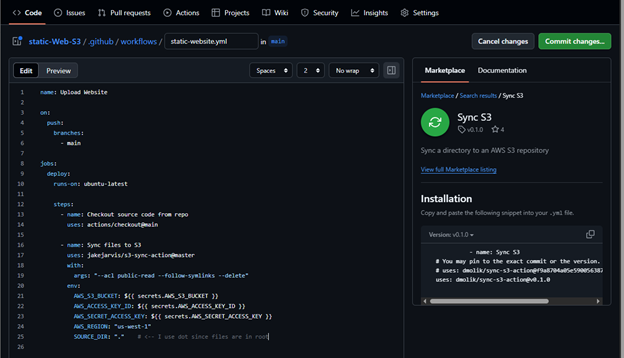 Code Issues Pull requests Actions Projects Wiki Security Insights Settings
static-Web-S3 / .github / workflows / static-website.yml in main
Cancel changes Commit changes...
Edit Preview
Spaces 2 No wrap
1 name: Upload Website
2
3 on:
4 push:
5 branches:
6 - main
7
8 jobs:
9 deploy:
10 runs-on: ubuntu-latest
11
12 steps:
13 - name: Checkout source code from repo
14 uses: actions/checkout@main
15
16 - name: Sync files to S3
17 uses: jakejarvis/s3-sync-action@master
18 with:
19 args: "--acl public-read --follow-symlinks --delete"
20 env:
21 AWS_S3_BUCKET: ${{ secrets.AWS_S3_BUCKET }}
22 AWS_ACCESS_KEY_ID: ${{ secrets.AWS_ACCESS_KEY_ID }}
23 AWS_SECRET_ACCESS_KEY: ${{ secrets.AWS_SECRET_ACCESS_KEY }}
24 AWS_REGION: "us-west-1"
25 SOURCE_DIR: "." # <-- I use dot since files are in root
26
Marketplace Documentation
Marketplace / Search results / Sync S3
Sync S3
v0.1.0 4
Sync a directory to an AWS S3 repository
View full Marketplace listing
Installation
Copy and paste the following snippet into your .yml file.
Version: v0.1.0
- name: Sync S3
# You may pin to the exact commit or the version.
# uses: dmolik/sync-s3-action@f9a8704a05e590056387
uses: dmolik/sync-s3-action@v0.1.0